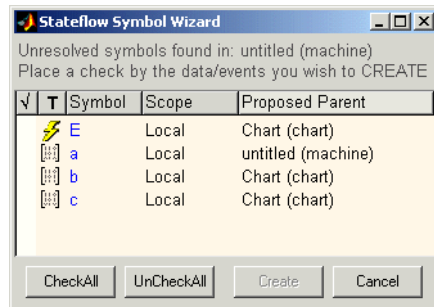 Stateflow Symbol Wizard
Unresolved symbols found in: untitled (machine)
Place a check by the data/events you wish to CREATE
√ T Symbol Scope Proposed Parent
E Local Chart (chart)
a Local untitled (machine)
b Local Chart (chart)
c Local Chart (chart)
CheckAll UnCheckAll Create Cancel